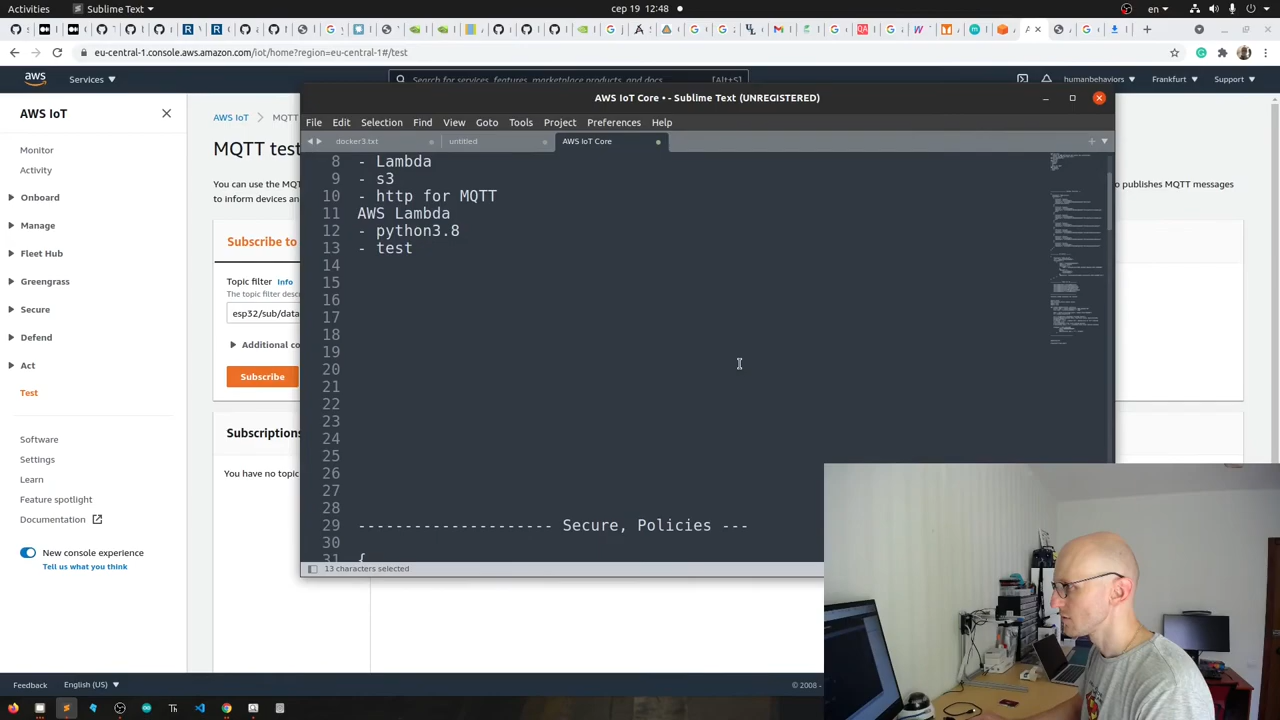 Activities
Sublime Text
сер 19 12:48
en
eu-central-1.console.aws.amazon.com/iot/home?region=eu-central-1#/test
aws
Services
Search for services, features, marketplace products, and docs
[Alt+S]
humanbehaviors
Frankfurt
Support
AWS IoT
Monitor
Activity
Onboard
Manage
Fleet Hub
Greengrass
Secure
Defend
Act
Test
Software
Settings
Learn
Feature spotlight
Documentation
New console experience
Tell us what you think
AWS IoT
MQTT
MQTT test
You can use the MQ
to inform devices an
o publishes MQTT messages
Subscribe to
Topic filter Info
The topic filter desc
esp32/sub/data
Additional co
Subscribe
Subscriptions
You have no topic
AWS IoT Core • - Sublime Text (UNREGISTERED)
File Edit Selection Find View Goto Tools Project Preferences Help
docker3.txt
untitled
AWS IoT Core
8 - Lambda
9 - s3
10 - http for MQTT
11 AWS Lambda
12 - python3.8
13 - test
14
15
16
17
18
19
20
21
22
23
24
25
26
27
28
29 --------------------- Secure, Policies ---
30
31 {
13 characters selected
Feedback
English (US)
© 2008 -